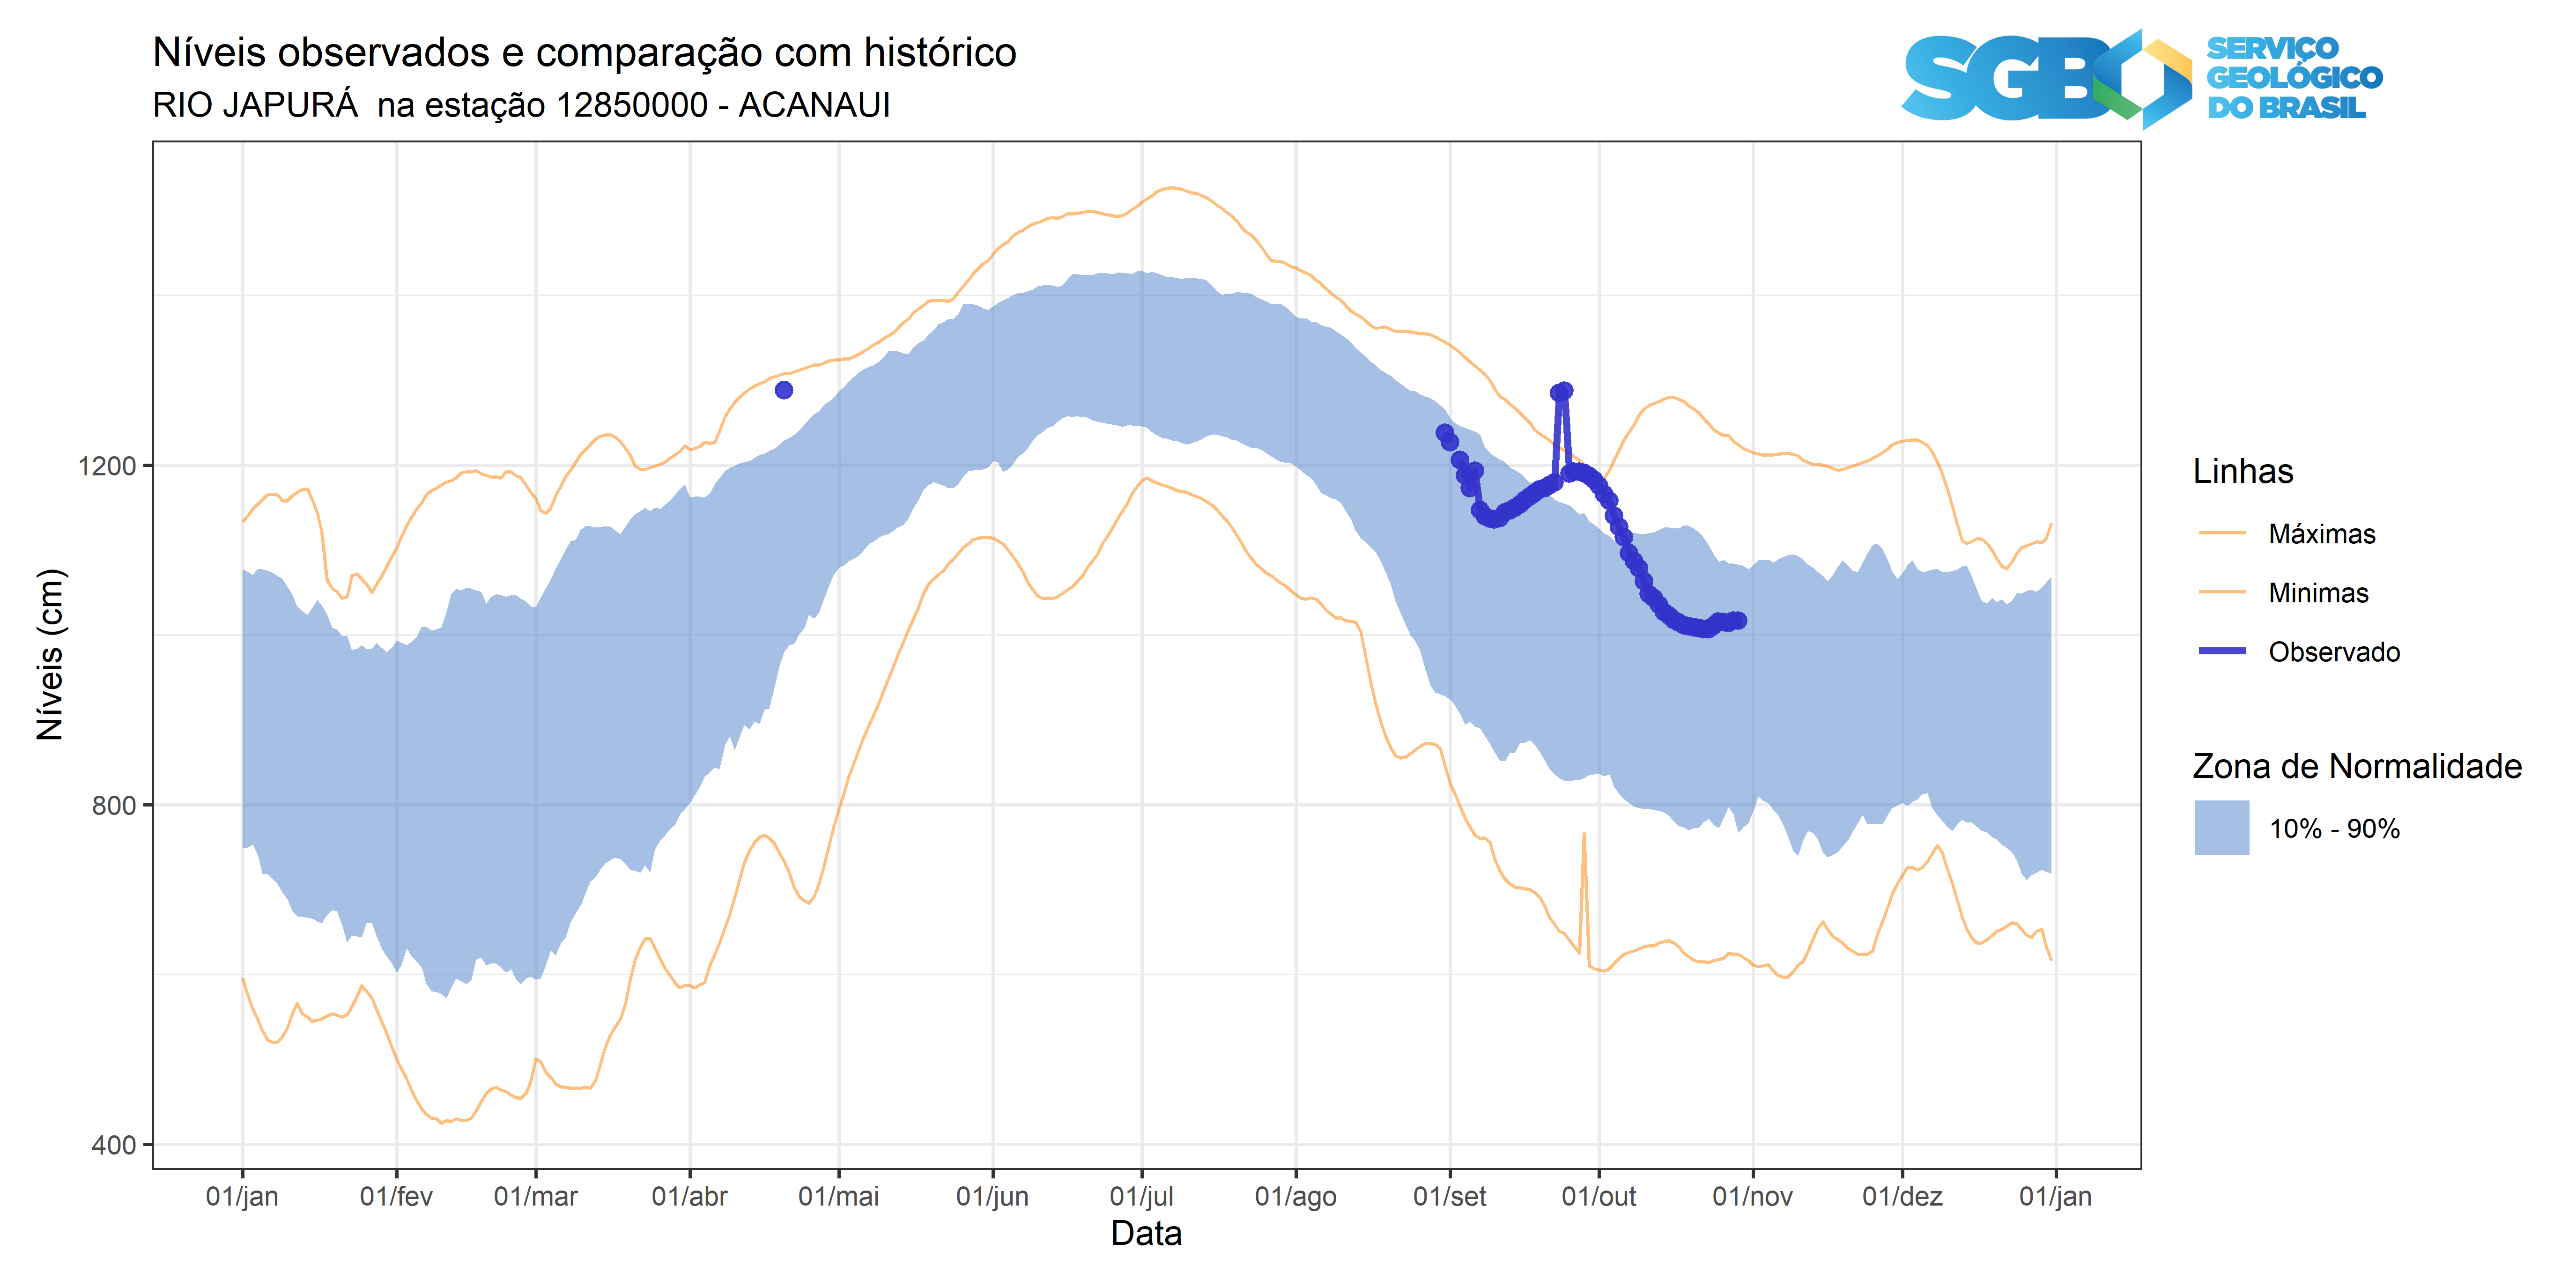 Níveis observados e comparação com histórico
RIO JAPURÁ na estação 12850000 - ACANAUI
SGB
SERVIÇO
GEOLÓGICO
DO BRASIL
Níveis (cm)
1200
800
400
01/jan 01/fev 01/mar 01/abr 01/mai 01/jun 01/jul 01/ago 01/set 01/out 01/nov 01/dez 01/jan
Data
Linhas
Máximas
Minimas
Observado
Zona de Normalidade
10% - 90%